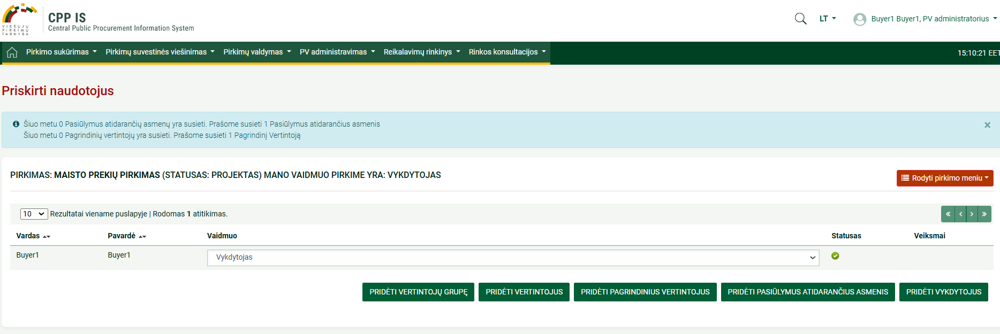 VIEŠŲJŲ
PIRKIMŲ
TARNYBA
CPP IS
Central Public Procurement Information System
LT
Buyer1 Buyer1, PV administratorius
Pirkimo sukūrimas
Pirkimų suvestinės viešinimas
Pirkimų valdymas
PV administravimas
Reikalavimų rinkinys
Rinkos konsultacijos
15:10:21 EET
Priskirti naudotojus
Šiuo metu 0 Pasiūlymus atidarančių asmenų yra susieti. Prašome susieti 1 Pasiūlymus atidarančius asmenis
Šiuo metu 0 Pagrindinių vertintojų yra susieti. Prašome susieti 1 Pagrindinį Vertintoją
×
PIRKIMAS: MAISTO PREKIŲ PIRKIMAS (STATUSAS: PROJEKTAS) MANO VAIDMUO PIRKIME YRA: VYKDYTOJAS
Rodyti pirkimo meniu
10 Rezultatai viename puslapyje | Rodomas 1 atitikimas.
« ‹ › »
Vardas Pavardė Vaidmuo Statusas Veiksmai
Buyer1 Buyer1 Vykdytojas
PRIDĖTI VERTINTOJŲ GRUPĘ
PRIDĖTI VERTINTOJUS
PRIDĖTI PAGRINDINIUS VERTINTOJUS
PRIDĖTI PASIŪLYMUS ATIDARANČIUS ASMENIS
PRIDĖTI VYKDYTOJUS